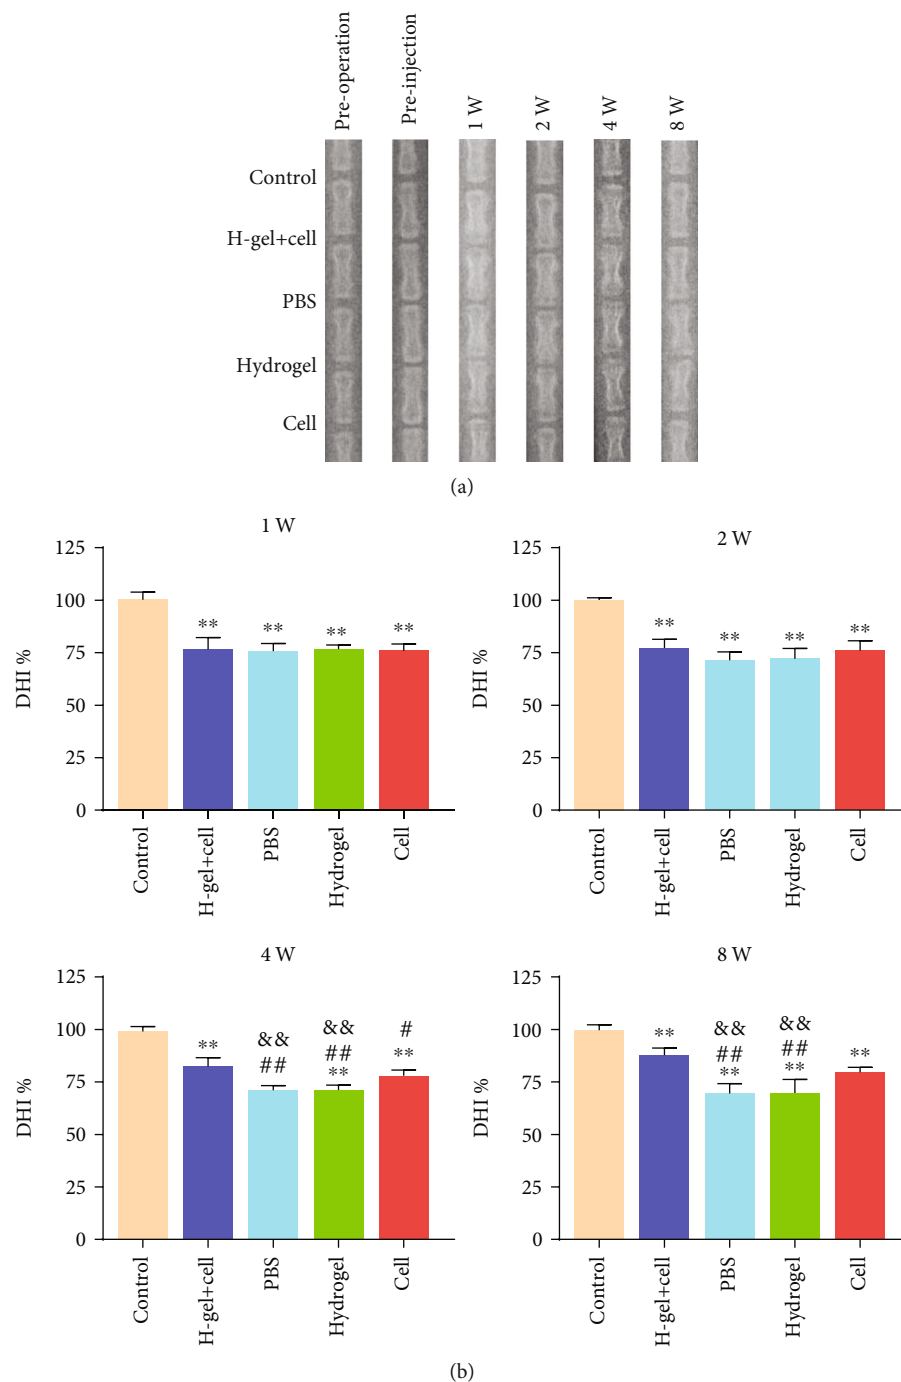 Pre-operation
Pre-injection
1 W
2 W
4 W
8 W
Control
H-gel+cell
PBS
Hydrogel
Cell
(a)
1 W
DHI %
125
100
75
50
25
0
**
**
**
**
Control
H-gel+cell
PBS
Hydrogel
Cell
2 W
DHI %
125
100
75
50
25
0
**
**
**
**
Control
H-gel+cell
PBS
Hydrogel
Cell
4 W
DHI %
125
100
75
50
25
0
**
&&
##
&&
##
**
#
**
Control
H-gel+cell
PBS
Hydrogel
Cell
8 W
DHI %
125
100
75
50
25
0
**
&&
##
**
&&
##
**
**
Control
H-gel+cell
PBS
Hydrogel
Cell
(b)